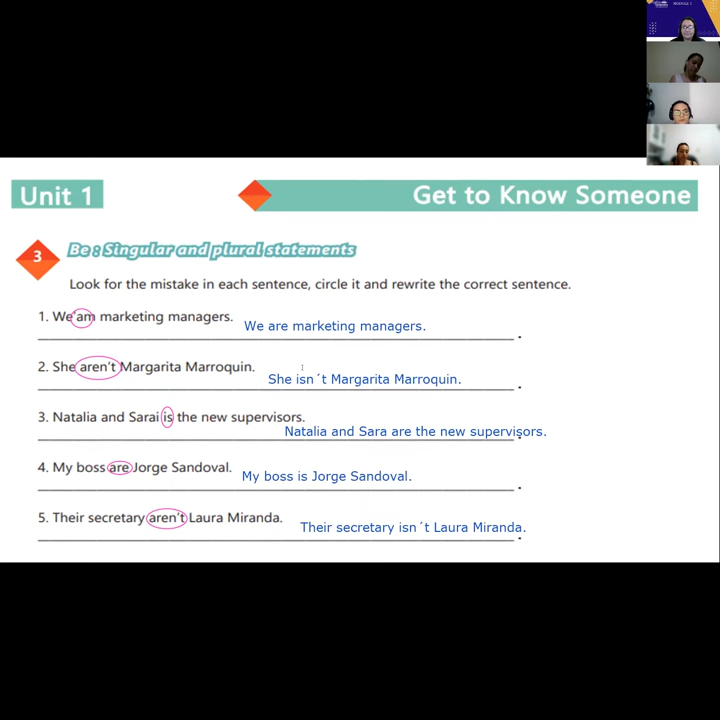 MODULE 1
Unit 1
Get to Know Someone
3
Be : Singular and plural statements
Look for the mistake in each sentence, circle it and rewrite the correct sentence.
1. We'am marketing managers.
We are marketing managers.
2. She aren't Margarita Marroquin.
She isn´t Margarita Marroquin.
3. Natalia and Sarai is the new supervisors.
Natalia and Sara are the new supervisors.
4. My boss are Jorge Sandoval.
My boss is Jorge Sandoval.
5. Their secretary aren't Laura Miranda.
Their secretary isn´t Laura Miranda.